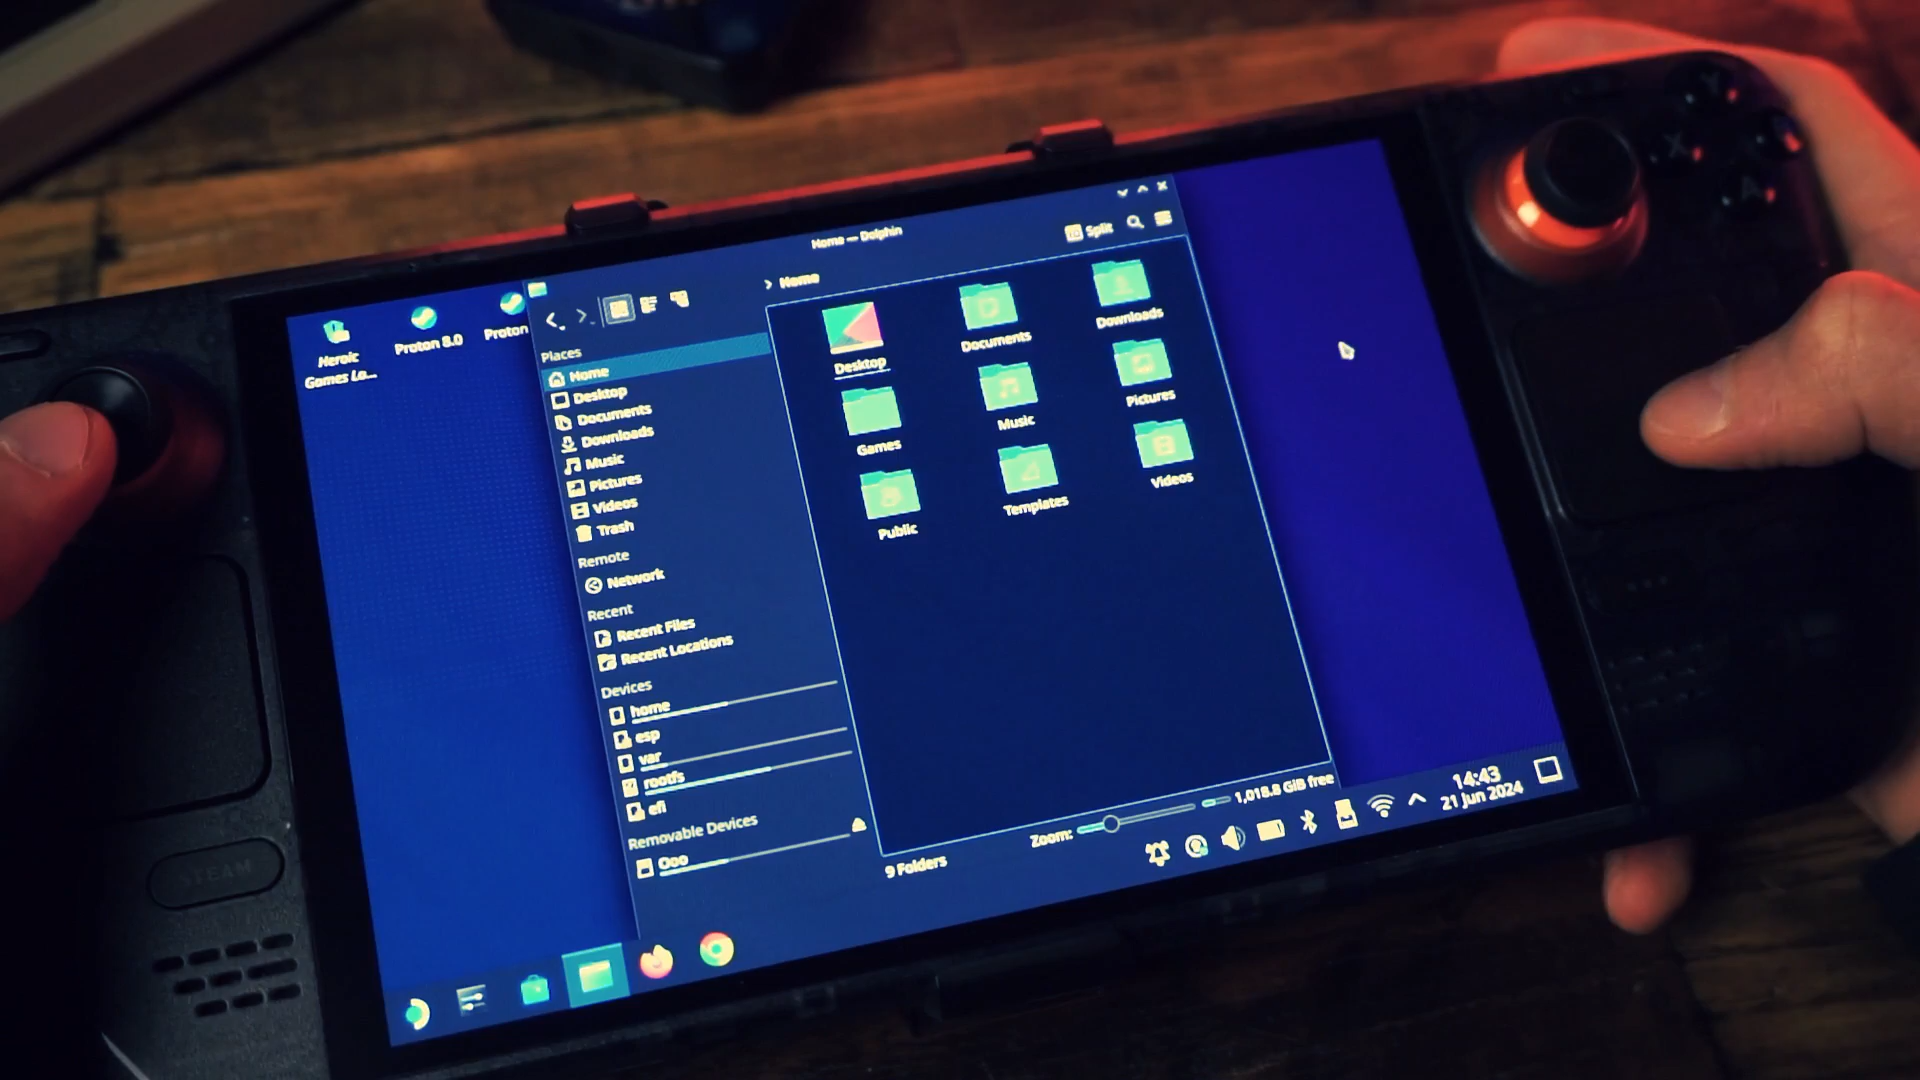 Home — Dolphin
Split
Home
Heroic
Games La...
Proton 8.0
Proton
Places
Home
Desktop
Documents
Downloads
Music
Pictures
Videos
Trash
Remote
Network
Recent
Recent Files
Recent Locations
Devices
home
esp
var
rootfs
efi
Removable Devices
Ooo
Desktop
Documents
Downloads
Games
Music
Pictures
Public
Templates
Videos
9 Folders
Zoom:
1,018.8 GiB free
14:43
21 Jun 2024
STEAM
Y
X
A